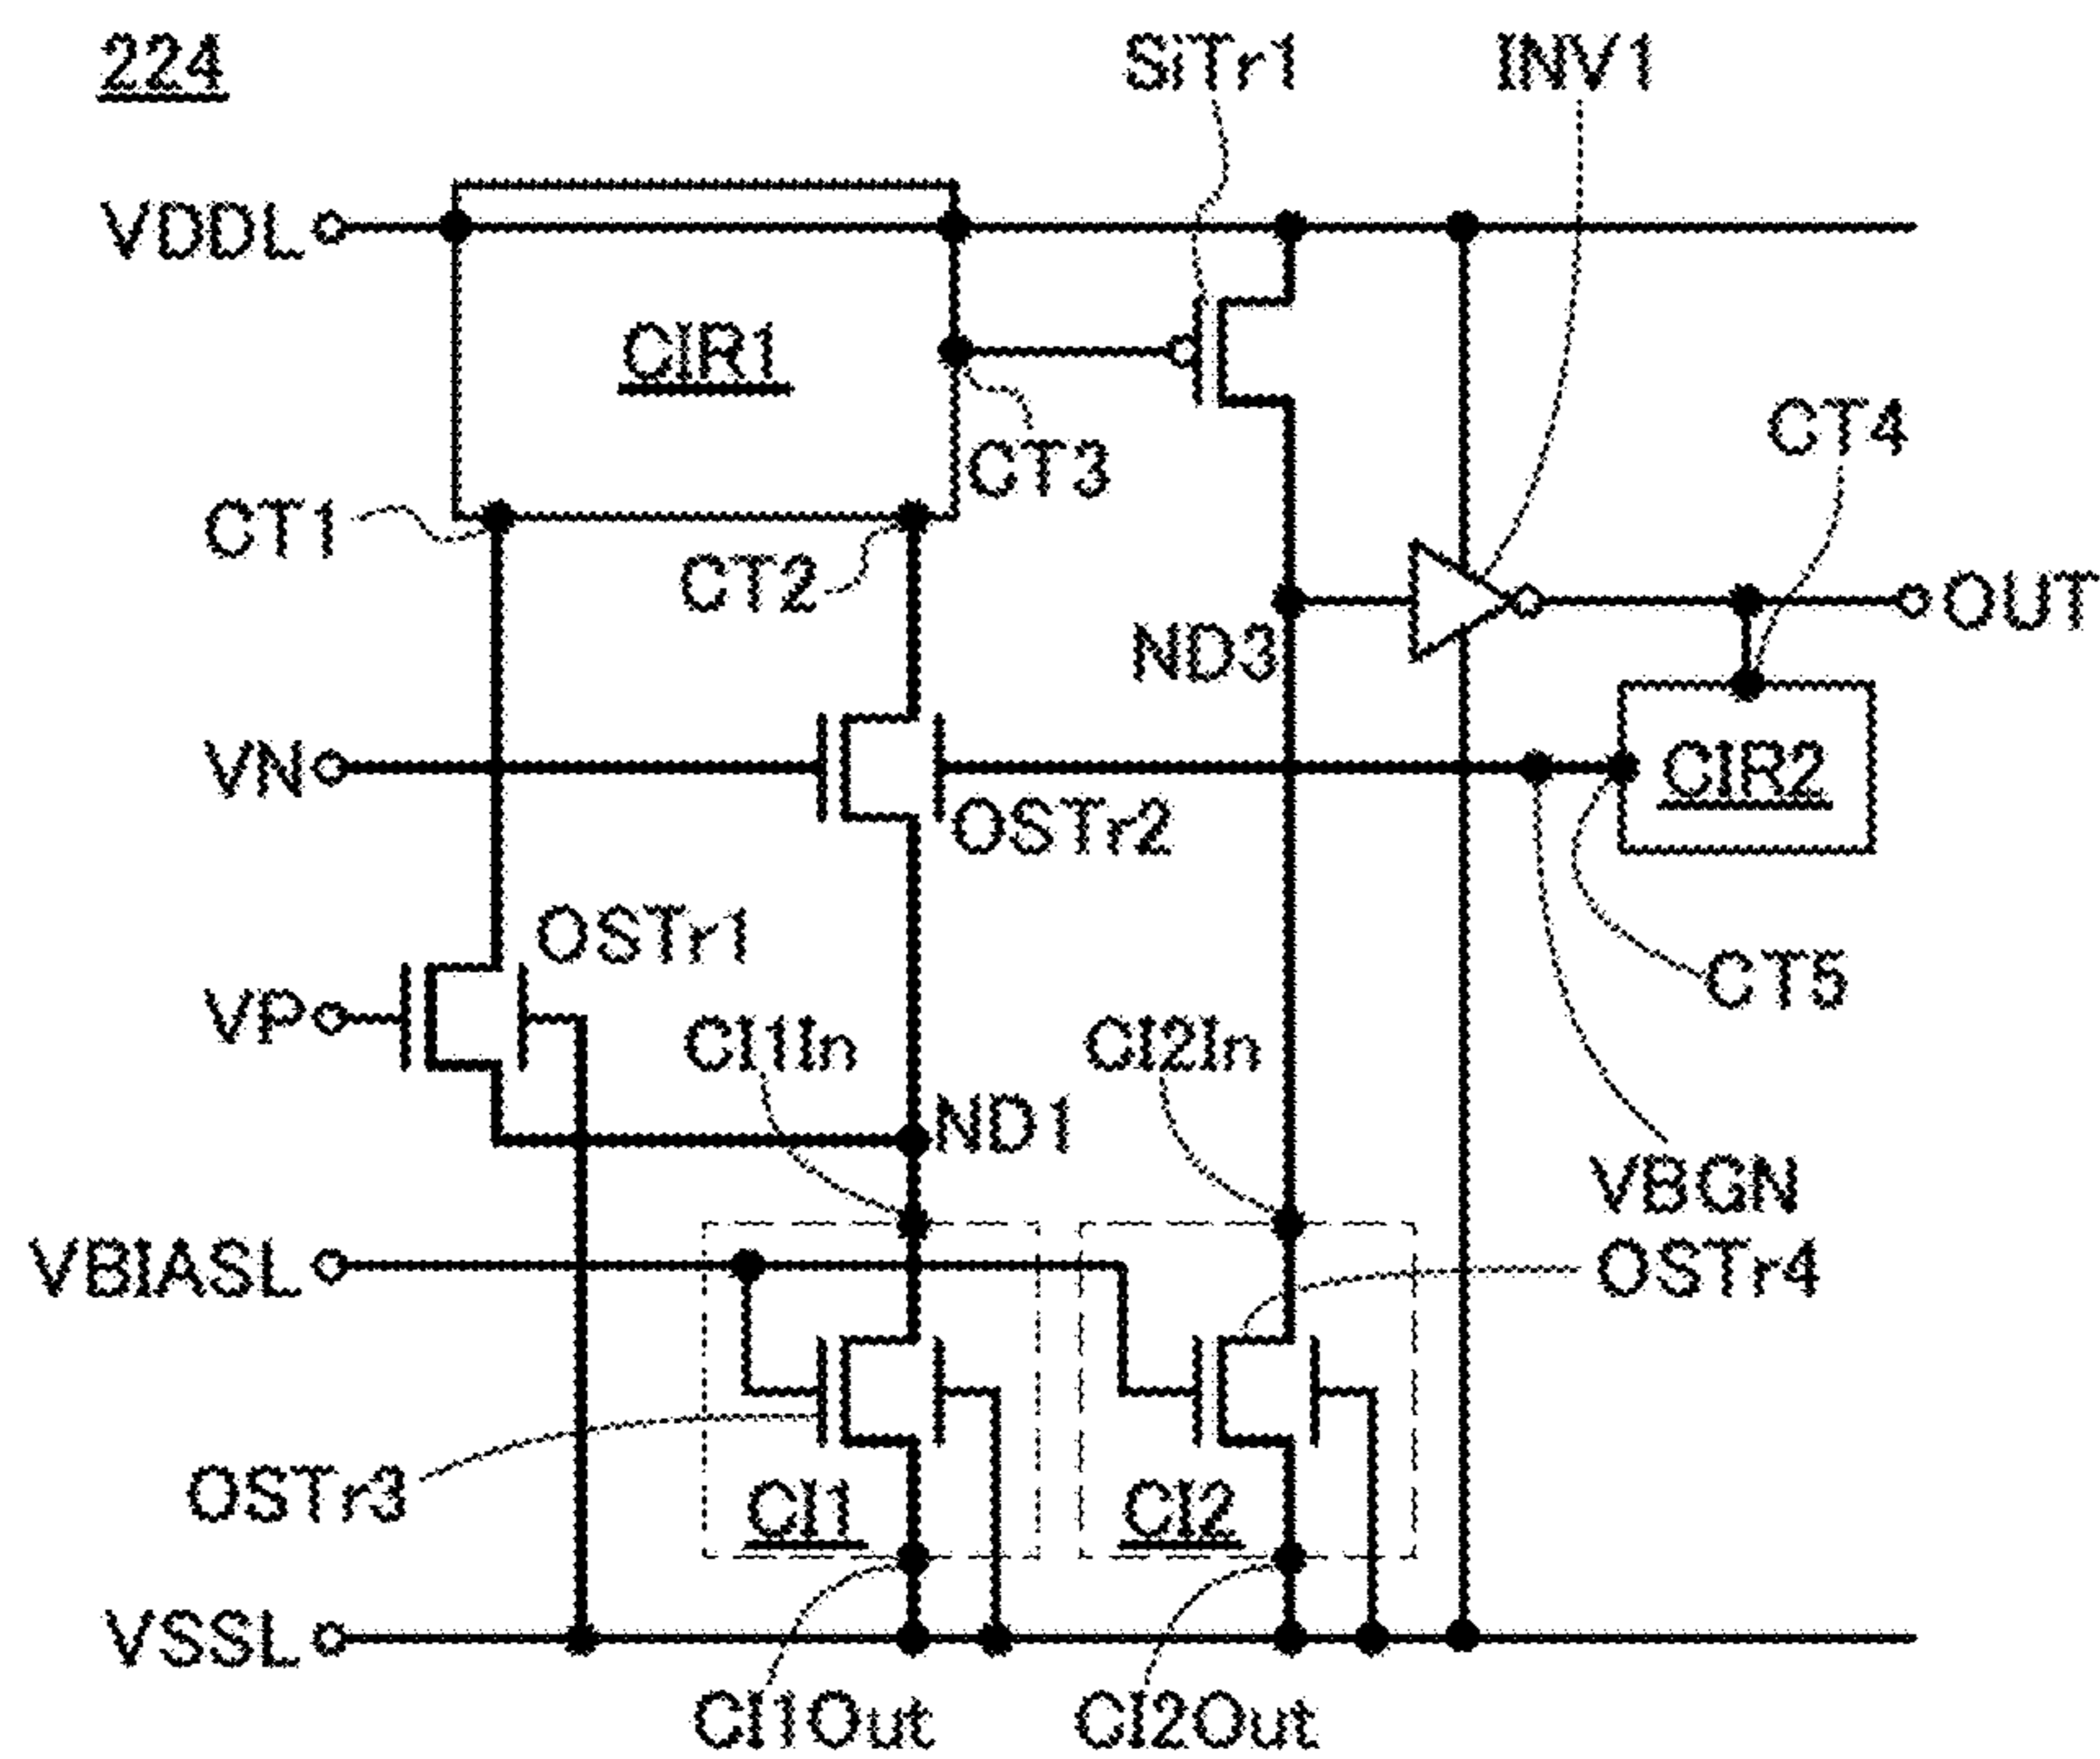 224
SiTr1
INV1
VDDL
CIR1
CT3
CT4
CT1
CT2
ND3
OUT
VN
CIR2
OSTr2
OSTr1
CT5
VP
CI1In
CI2In
ND1
VBGN
VBIASL
OSTr4
OSTr3
CI1
CI2
VSSL
CI1Out
CI2Out